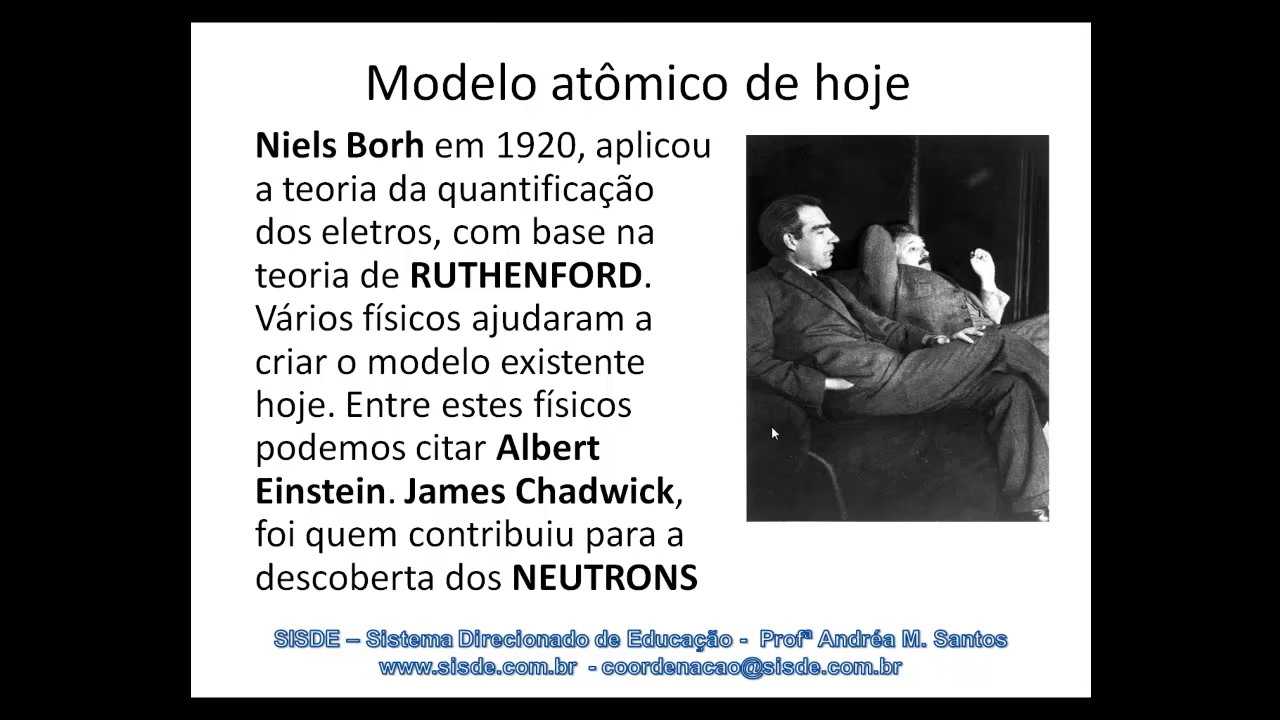 Modelo atômico de hoje
Niels Borh em 1920, aplicou
a teoria da quantificação
dos eletros, com base na
teoria de RUTHENFORD.
Vários físicos ajudaram a
criar o modelo existente
hoje. Entre estes físicos
podemos citar Albert
Einstein. James Chadwick,
foi quem contribuiu para a
descoberta dos NEUTRONS
SISDE – Sistema Direcionado de Educação - Profª Andréa M. Santos
www.sisde.com.br - coordenacao@sisde.com.br